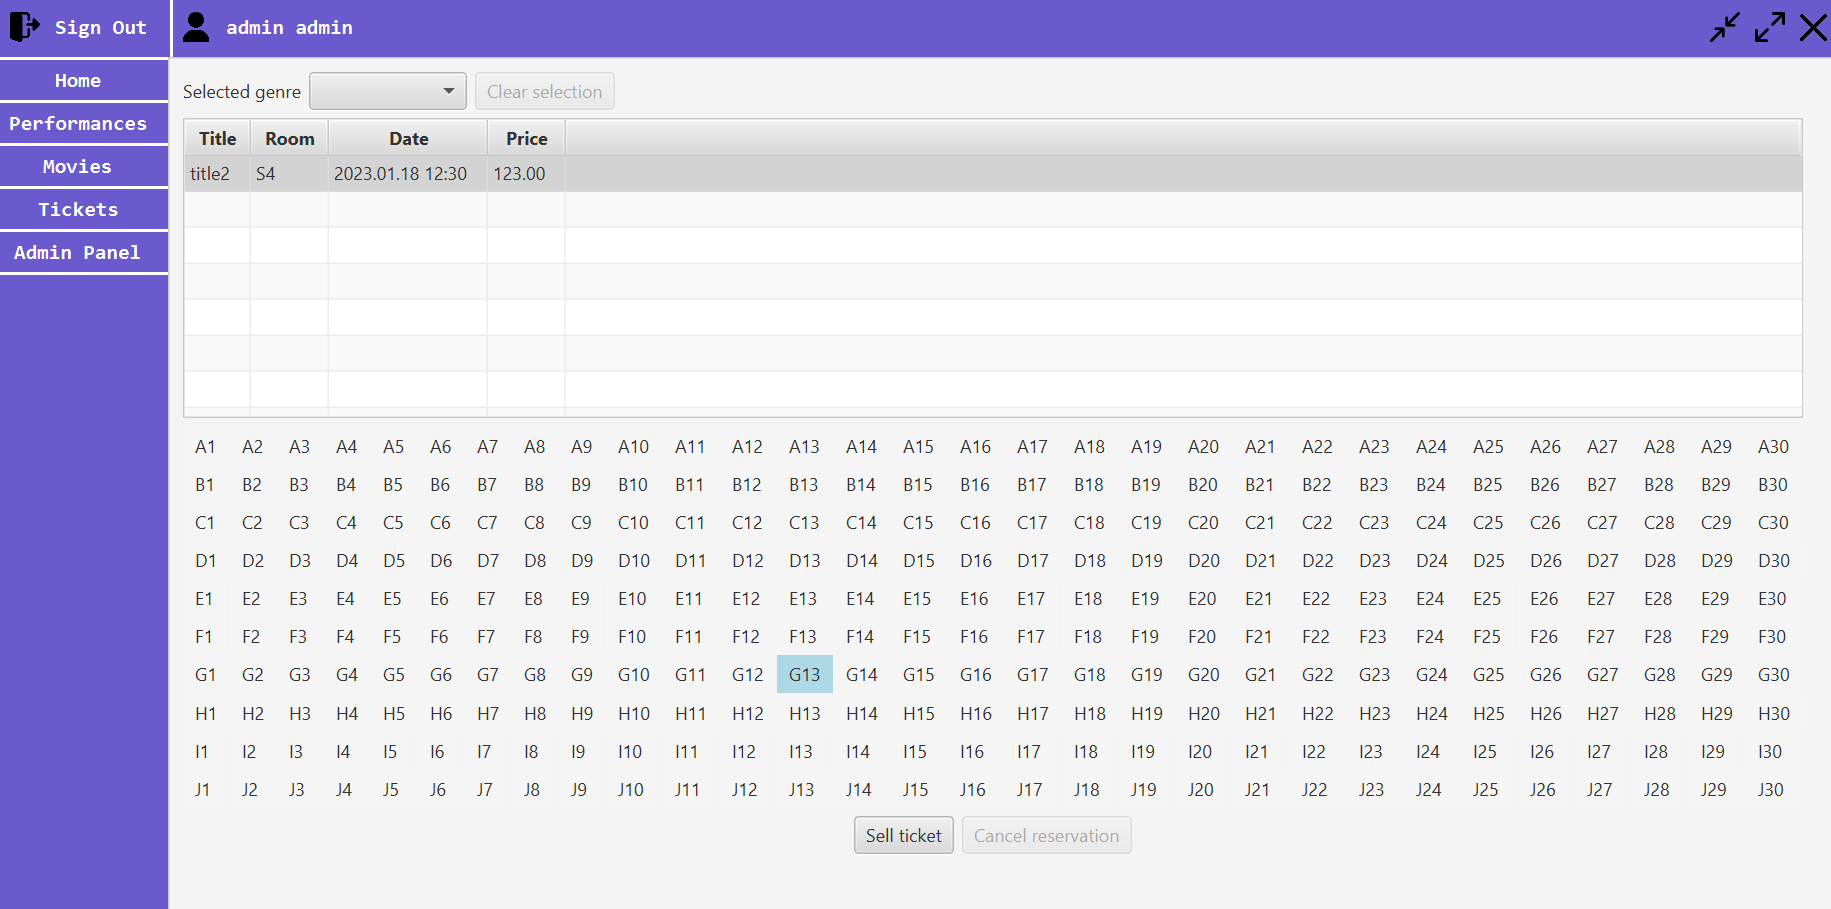 Sign Out admin admin
Home
Performances
Movies
Tickets
Admin Panel
Selected genre Clear selection
Title Room Date Price
title2 S4 2023.01.18 12:30 123.00
A1 A2 A3 A4 A5 A6 A7 A8 A9 A10 A11 A12 A13 A14 A15 A16 A17 A18 A19 A20 A21 A22 A23 A24 A25 A26 A27 A28 A29 A30
B1 B2 B3 B4 B5 B6 B7 B8 B9 B10 B11 B12 B13 B14 B15 B16 B17 B18 B19 B20 B21 B22 B23 B24 B25 B26 B27 B28 B29 B30
C1 C2 C3 C4 C5 C6 C7 C8 C9 C10 C11 C12 C13 C14 C15 C16 C17 C18 C19 C20 C21 C22 C23 C24 C25 C26 C27 C28 C29 C30
D1 D2 D3 D4 D5 D6 D7 D8 D9 D10 D11 D12 D13 D14 D15 D16 D17 D18 D19 D20 D21 D22 D23 D24 D25 D26 D27 D28 D29 D30
E1 E2 E3 E4 E5 E6 E7 E8 E9 E10 E11 E12 E13 E14 E15 E16 E17 E18 E19 E20 E21 E22 E23 E24 E25 E26 E27 E28 E29 E30
F1 F2 F3 F4 F5 F6 F7 F8 F9 F10 F11 F12 F13 F14 F15 F16 F17 F18 F19 F20 F21 F22 F23 F24 F25 F26 F27 F28 F29 F30
G1 G2 G3 G4 G5 G6 G7 G8 G9 G10 G11 G12 G13 G14 G15 G16 G17 G18 G19 G20 G21 G22 G23 G24 G25 G26 G27 G28 G29 G30
H1 H2 H3 H4 H5 H6 H7 H8 H9 H10 H11 H12 H13 H14 H15 H16 H17 H18 H19 H20 H21 H22 H23 H24 H25 H26 H27 H28 H29 H30
I1 I2 I3 I4 I5 I6 I7 I8 I9 I10 I11 I12 I13 I14 I15 I16 I17 I18 I19 I20 I21 I22 I23 I24 I25 I26 I27 I28 I29 I30
J1 J2 J3 J4 J5 J6 J7 J8 J9 J10 J11 J12 J13 J14 J15 J16 J17 J18 J19 J20 J21 J22 J23 J24 J25 J26 J27 J28 J29 J30
Sell ticket Cancel reservation